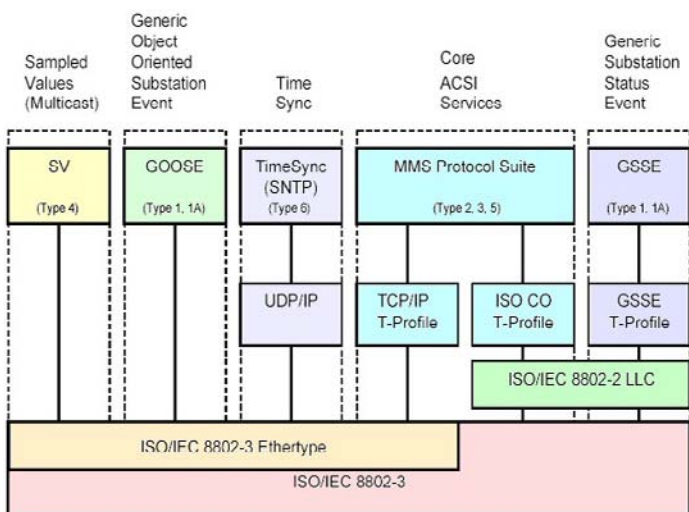 Sampled
Values
(Multicast)
Generic
Object
Oriented
Substation
Event
Time
Sync
Core
ACSI
Services
Generic
Substation
Status
Event
SV
(Type 4)
GOOSE
(Type 1, 1A)
TimeSync
(SNTP)
(Type 6)
MMS Protocol Suite
(Type 2, 3, 5)
GSSE
(Type 1, 1A)
UDP/IP
TCP/IP
T-Profile
ISO CO
T-Profile
GSSE
T-Profile
ISO/IEC 8802-2 LLC
ISO/IEC 8802-3 Ethertype
ISO/IEC 8802-3